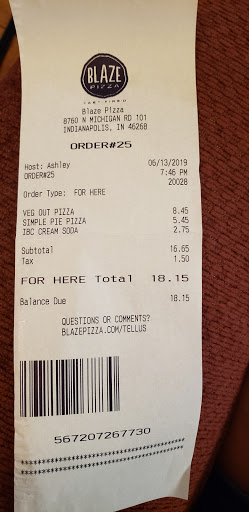 BLAZE
PIZZA
FAST FIRE'D
Blaze Pizza
8760 N MICHIGAN RD 101
INDIANAPOLIS, IN 46268
ORDER#25
Host: Ashley 06/13/2019
ORDER#25 7:46 PM
20028
Order Type: FOR HERE
VEG OUT PIZZA 8.45
SIMPLE PIE PIZZA 5.45
IBC CREAM SODA 2.75
Subtotal 16.65
Tax 1.50
FOR HERE Total 18.15
Balance Due 18.15
QUESTIONS OR COMMENTS?
BLAZEPIZZA.COM/TELLUS
567207267730
********************************
********************************